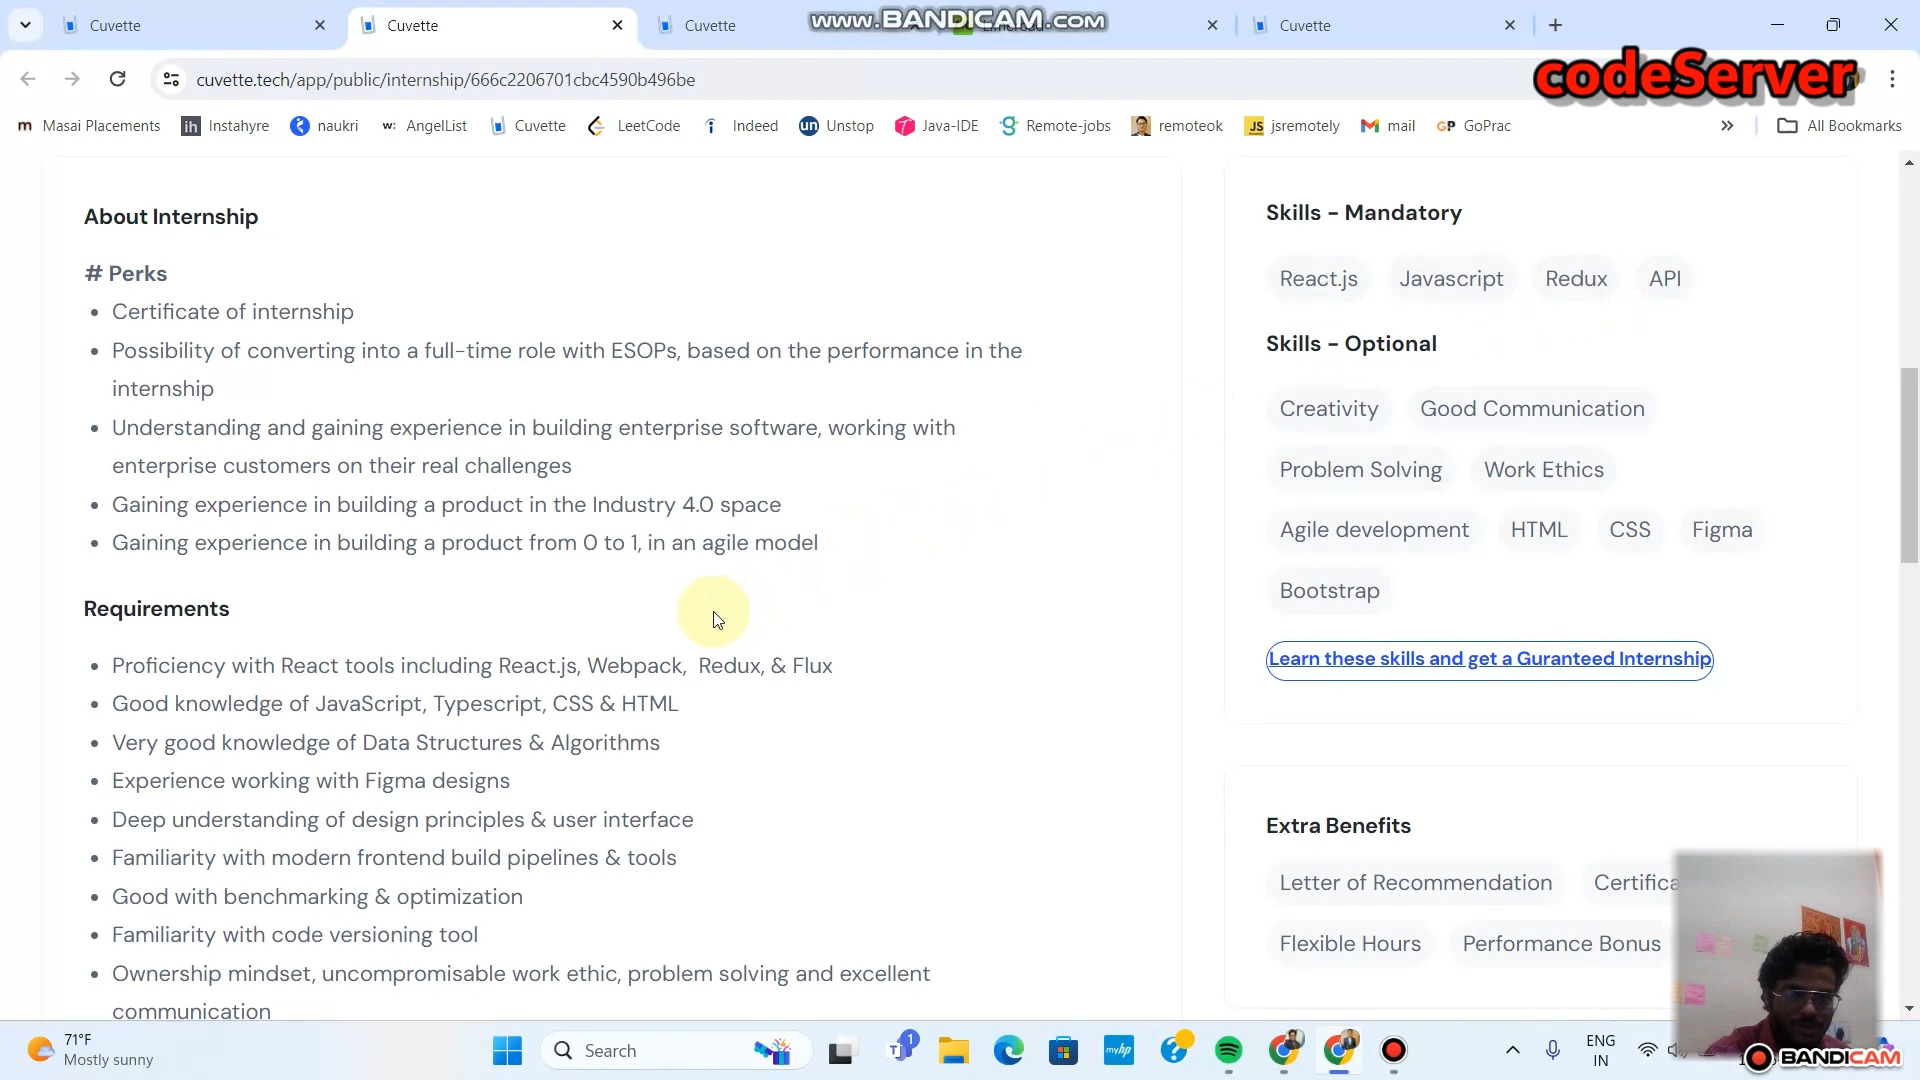 Cuvette
Cuvette
Cuvette
www.BANDICAM.com
Cuvette
cuvette.tech/app/public/internship/666c2206701cbc4590b496be
codeServer
Masai Placements
Instahyre
naukri
AngelList
Cuvette
LeetCode
Indeed
Unstop
Java-IDE
Remote-jobs
remoteok
jsremotely
mail
GoPrac
All Bookmarks
About Internship
# Perks
Certificate of internship
Possibility of converting into a full-time role with ESOPs, based on the performance in the
internship
Understanding and gaining experience in building enterprise software, working with
enterprise customers on their real challenges
Gaining experience in building a product in the Industry 4.0 space
Gaining experience in building a product from 0 to 1, in an agile model
Requirements
Proficiency with React tools including React.js, Webpack, Redux, & Flux
Good knowledge of JavaScript, Typescript, CSS & HTML
Very good knowledge of Data Structures & Algorithms
Experience working with Figma designs
Deep understanding of design principles & user interface
Familiarity with modern frontend build pipelines & tools
Good with benchmarking & optimization
Familiarity with code versioning tool
Ownership mindset, uncompromisable work ethic, problem solving and excellent
communication
Skills - Mandatory
React.js Javascript Redux API
Skills - Optional
Creativity Good Communication
Problem Solving Work Ethics
Agile development HTML CSS Figma
Bootstrap
Learn these skills and get a Guranteed Internship
Extra Benefits
Letter of Recommendation
Flexible Hours Performance Bonus
71°F
Mostly sunny
Search
1
myhp
ENG
IN
BANDICAM